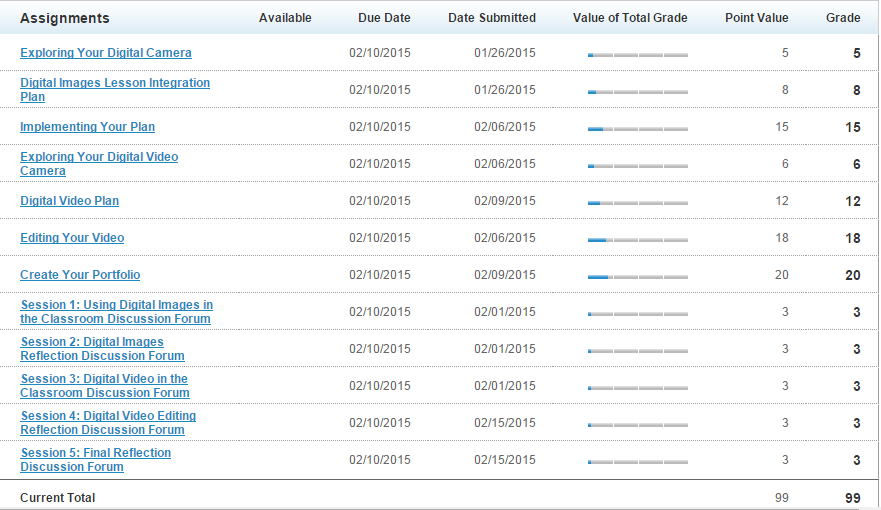 Assignments Available Due Date Date Submitted Value of Total Grade Point Value Grade
Exploring Your Digital Camera 02/10/2015 01/26/2015 5 5
Digital Images Lesson Integration
Plan 02/10/2015 01/26/2015 8 8
Implementing Your Plan 02/10/2015 02/06/2015 15 15
Exploring Your Digital Video
Camera 02/10/2015 02/06/2015 6 6
Digital Video Plan 02/10/2015 02/09/2015 12 12
Editing Your Video 02/10/2015 02/06/2015 18 18
Create Your Portfolio 02/10/2015 02/09/2015 20 20
Session 1: Using Digital Images in
the Classroom Discussion Forum 02/10/2015 02/01/2015 3 3
Session 2: Digital Images
Reflection Discussion Forum 02/10/2015 02/01/2015 3 3
Session 3: Digital Video in the
Classroom Discussion Forum 02/10/2015 02/01/2015 3 3
Session 4: Digital Video Editing
Reflection Discussion Forum 02/10/2015 02/15/2015 3 3
Session 5: Final Reflection
Discussion Forum 02/10/2015 02/15/2015 3 3
Current Total 99 99